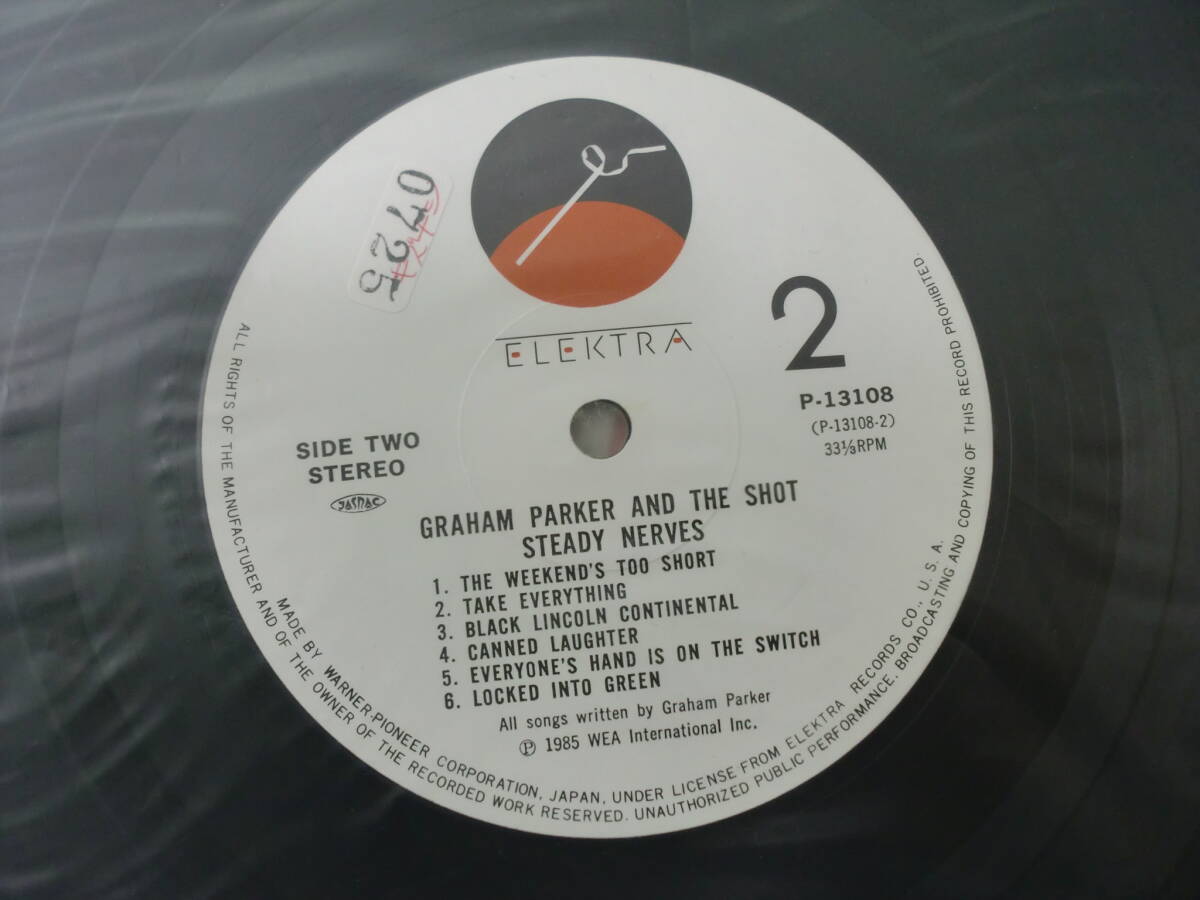 0725
ELEKTRA
2
P-13108
(P-13108-2)
33⅓RPM
SIDE TWO
STEREO
JASRAC
GRAHAM PARKER AND THE SHOT
STEADY NERVES
1. THE WEEKEND'S TOO SHORT
2. TAKE EVERYTHING
3. BLACK LINCOLN CONTINENTAL
4. CANNED LAUGHTER
5. EVERYONE'S HAND IS ON THE SWITCH
6. LOCKED INTO GREEN
All songs written by Graham Parker
Ⓟ 1985 WEA International Inc.
MADE BY WARNER-PIONEER CORPORATION, JAPAN, UNDER LICENSE FROM ELEKTRA RECORDS CO., U. S. A.
ALL RIGHTS OF THE MANUFACTURER AND OF THE OWNER OF THE RECORDED WORK RESERVED. UNAUTHORIZED PUBLIC PERFORMANCE, BROADCASTING AND COPYING OF THIS RECORD PROHIBITED.